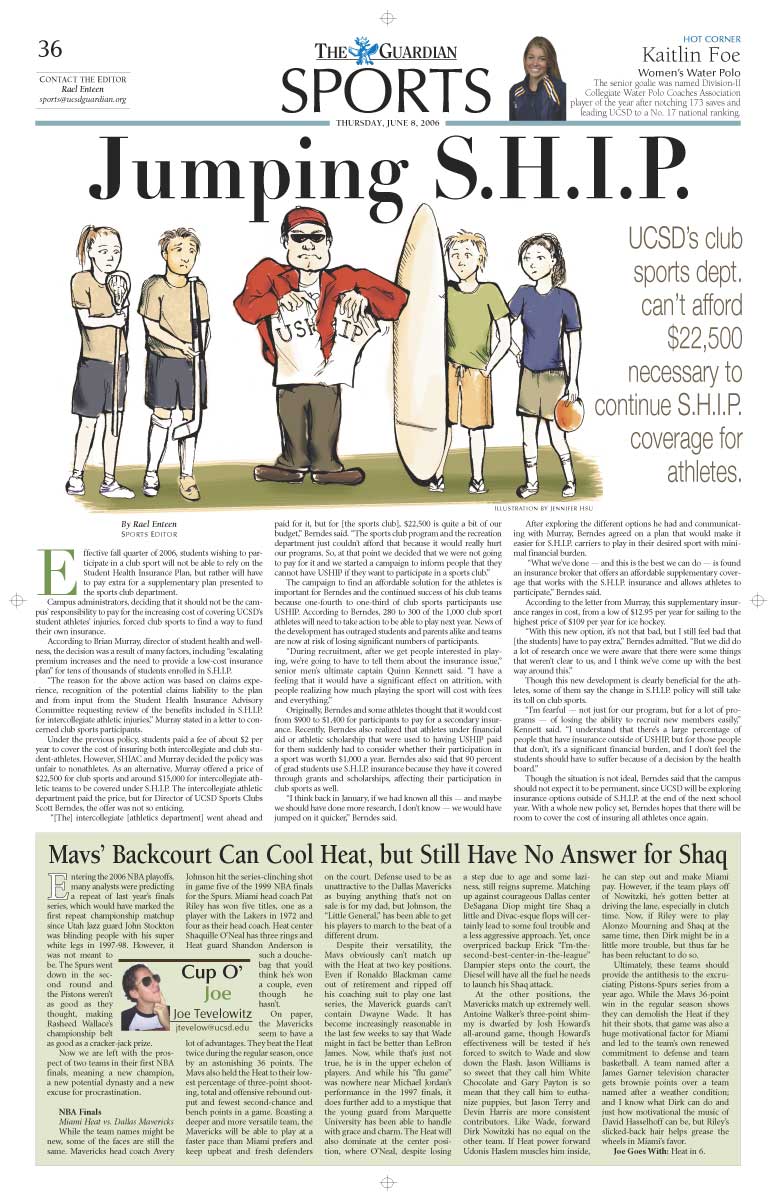 36
CONTACT THE EDITOR
Rael Enteen
sports@ucsdguardian.org
THE GUARDIAN
SPORTS
THURSDAY, JUNE 8, 2006
HOT CORNER
Kaitlin Foe
Women's Water Polo
The senior goalie was named Division-II
Collegiate Water Polo Coaches Association
player of the year after notching 173 saves and
leading UCSD to a No. 17 national ranking.
Jumping S.H.I.P.
USHIP
UCSD's club
sports dept.
can't afford
$22,500
necessary to
continue S.H.I.P.
coverage for
athletes.
ILLUSTRATION BY JENNIFER HSU
By Rael Enteen
SPORTS EDITOR
Effective fall quarter of 2006, students wishing to par-
ticipate in a club sport will not be able to rely on the
Student Health Insurance Plan, but rather will have
to pay extra for a supplementary plan presented to
the sports club department.
Campus administrators, deciding that it should not be the cam-
pus' responsibility to pay for the increasing cost of covering UCSD's
student athletes' injuries, forced club sports to find a way to fund
their own insurance.
According to Brian Murray, director of student health and well-
ness, the decision was a result of many factors, including "escalating
premium increases and the need to provide a low-cost insurance
plan" for tens of thousands of students enrolled in S.H.I.P.
"The reason for the above action was based on claims expe-
rience, recognition of the potential claims liability to the plan
and from input from the Student Health Insurance Advisory
Committee requesting review of the benefits included in S.H.I.P.
for intercollegiate athletic injuries," Murray stated in a letter to con-
cerned club sports participants.
Under the previous policy, students paid a fee of about $2 per
year to cover the cost of insuring both intercollegiate and club stu-
dent-athletes. However, SHIAC and Murray decided the policy was
unfair to nonathletes. As an alternative, Murray offered a price of
$22,500 for club sports and around $15,000 for intercollegiate ath-
letic teams to be covered under S.H.I.P. The intercollegiate athletic
department paid the price, but for Director of UCSD Sports Clubs
Scott Berndes, the offer was not so enticing.
"[The] intercollegiate [athletics department] went ahead and
paid for it, but for [the sports club], $22,500 is quite a bit of our
budget," Berndes said. "The sports club program and the recreation
department just couldn't afford that because it would really hurt
our programs. So, at that point we decided that we were not going
to pay for it and we started a campaign to inform people that they
cannot have USHIP if they want to participate in a sports club."
The campaign to find an affordable solution for the athletes is
important for Berndes and the continued success of his club teams
because one-fourth to one-third of club sports participants use
USHIP. According to Berndes, 280 to 300 of the 1,000 club sport
athletes will need to take action to be able to play next year. News of
the development has outraged students and parents alike and teams
are now at risk of losing significant numbers of participants.
"During recruitment, after we get people interested in play-
ing, we're going to have to tell them about the insurance issue,"
senior men's ultimate captain Quinn Kennett said. "I have a
feeling that it would have a significant effect on attrition, with
people realizing how much playing the sport will cost with fees
and everything."
Originally, Berndes and some athletes thought that it would cost
from $900 to $1,400 for participants to pay for a secondary insur-
ance. Recently, Berndes also realized that athletes under financial
aid or athletic scholarship that were used to having USHIP paid
for them suddenly had to consider whether their participation in
a sport was worth $1,000 a year. Berndes also said that 90 percent
of grad students use S.H.I.P. insurance because they have it covered
through grants and scholarships, affecting their participation in
club sports as well.
"I think back in January, if we had known all this — and maybe
we should have done more research, I don't know — we would have
jumped on it quicker," Berndes said.
After exploring the different options he had and communicat-
ing with Murray, Berndes agreed on a plan that would make it
easier for S.H.I.P. carriers to play in their desired sport with mini-
mal financial burden.
"What we've done — and this is the best we can do — is found
an insurance broker that offers an affordable supplementary cover-
age that works with the S.H.I.P. insurance and allows athletes to
participate," Berndes said.
According to the letter from Murray, this supplementary insur-
ance ranges in cost, from a low of $12.95 per year for sailing to the
highest price of $109 per year for ice hockey.
"With this new option, it's not that bad, but I still feel bad that
[the students] have to pay extra," Berndes admitted. "But we did do
a lot of research once we were aware that there were some things
that weren't clear to us, and I think we've come up with the best
way around this."
Though this new development is clearly beneficial for the ath-
letes, some of them say the change in S.H.I.P. policy will still take
its toll on club sports.
"I'm fearful — not just for our program, but for a lot of pro-
grams — of losing the ability to recruit new members easily,"
Kennett said. "I understand that there's a large percentage of
people that have insurance outside of USHIP, but for those people
that don't, it's significant financial burden, and I don't feel the
students should have to suffer because of a decision by the health
board."
Though the situation is not ideal, Berndes said that the campus
should not expect it to be permanent, since UCSD will be exploring
insurance options outside of S.H.I.P. at the end of the next school
year. With a whole new policy set, Berndes hopes that there will be
room to cover the cost of insuring all athletes once again.
Mavs' Backcourt Can Cool Heat, but Still Have No Answer for Shaq
Entering the 2006 NBA playoffs,
many analysts were predicting
a repeat of last year's finals
series, which would have marked the
first repeat championship matchup
since Utah Jazz guard John Stockton
was blinding people with his super
white legs in 1997-98. However, it
was not meant to
be. The Spurs went
down in the sec-
ond round and
the Pistons weren't
as good as they
thought, making
Rasheed Wallace's
championship belt
as good as a cracker-jack prize.
Now we are left with the pros-
pect of two teams in their first NBA
finals, meaning a new champion,
a new potential dynasty and a new
excuse for procrastination.
NBA Finals
Miami Heat vs. Dallas Mavericks
While the team names might be
new, some of the faces are still the
same. Mavericks head coach Avery
Cup O'
Joe
Joe Tevelowitz
jtevelow@ucsd.edu
Johnson hit the series-clinching shot
in game five of the 1999 NBA finals
for the Spurs. Miami head coach Pat
Riley has won five titles, one as a
player with the Lakers in 1972 and
four as their head coach. Heat center
Shaquille O'Neal has three rings and
Heat guard Shandon Anderson is
such a douche-
bag that you'd
think he's won
a couple, even
though he
hasn't.
On paper,
the Mavericks
seem to have a
lot of advantages. They beat the Heat
twice during the regular season, once
by an astonishing 36 points. The
Mavs also held the Heat to their low-
est percentage of three-point shoot-
ing, total and offensive rebound out-
put and fewest second-chance and
bench points in a game. Boasting a
deeper and more versatile team, the
Mavericks will be able to play at a
faster pace than Miami prefers and
keep upbeat and fresh defenders
on the court. Defense used to be as
unattractive to the Dallas Mavericks
as buying anything that's not on
sale is for my dad, but Johnson, the
"Little General," has been able to get
his players to march to the beat of a
different drum.
Despite their versatility, the
Mavs obviously can't match up
with the Heat at two key positions.
Even if Ronaldo Blackman came
out of retirement and ripped off
his coaching suit to play one last
series, the Maverick guards can't
contain Dwyane Wade. It has
become increasingly reasonable in
the last few weeks to say that Wade
might in fact be better than LeBron
James. Now, while that's just not
true, he is in the upper echelon of
players. And while his "flu game"
was nowhere near Michael Jordan's
performance in the 1997 finals, it
does further add to a mystique that
the young guard from Marquette
University has been able to handle
with grace and charm. The Heat will
also dominate at the center posi-
tion, where O'Neal, despite losing
a step due to age and some lazi-
ness, still reigns supreme. Matching
up against courageous Dallas center
DeSagana Diop might tire Shaq a
little and Divac-esque flops will cer-
tainly lead to some foul trouble and
a less aggressive approach. Yet, once
overpriced backup Erick "I'm-the-
second-best-center-in-the-league"
Dampier steps onto the court, the
Diesel will have all the fuel he needs
to launch his Shaq attack.
At the other positions, the
Mavericks match up extremely well.
Antoine Walker's three-point shim-
my is dwarfed by Josh Howard's
all-around game, though Howard's
effectiveness will be tested if he's
forced to switch to Wade and slow
down the Flash. Jason Williams is
so sweet that they call him White
Chocolate and Gary Payton is so
mean that they call him to eutha-
nize puppies, but Jason Terry and
Devin Harris are more consistent
contributors. Like Wade, forward
Dirk Nowitzki has no equal on the
other team. If Heat power forward
Udonis Haslem muscles him inside,
he can step out and make Miami
pay. However, if the team plays off
of Nowitzki, he's gotten better at
driving the lane, especially in clutch
time. Now, if Riley were to play
Alonzo Mourning and Shaq at the
same time, then Dirk might be in a
little more trouble, but thus far he
has been reluctant to do so.
Ultimately, these teams should
provide the antithesis to the excru-
ciating Pistons-Spurs series from a
year ago. While the Mavs 36-point
win in the regular season shows
they can demolish the Heat if they
hit their shots, that game was also a
huge motivational factor for Miami
and led to the team's own renewed
commitment to defense and team
basketball. A team named after a
James Garner television character
gets brownie points over a team
named after a weather condition;
and I know what Dirk can do and
just how motivational the music of
David Hasselhoff can be, but Riley's
slicked-back hair helps grease the
wheels in Miami's favor.
Joe Goes With: Heat in 6.